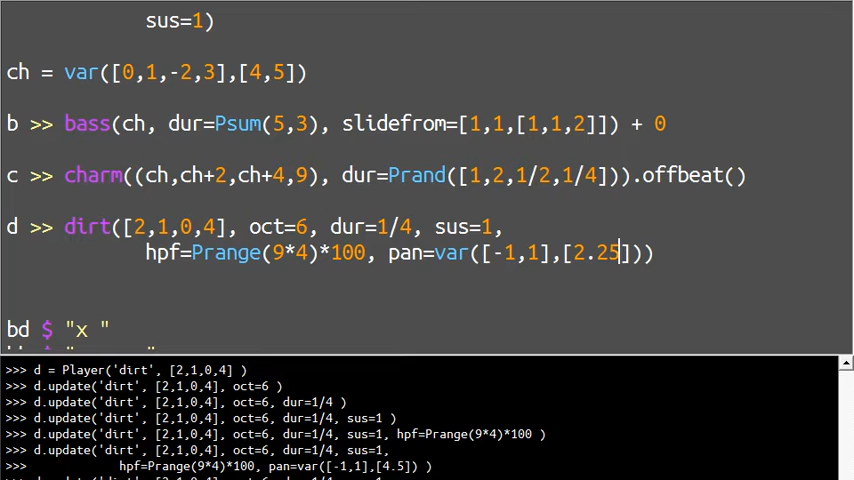 sus=1)
ch = var([0,1,-2,3],[4,5])
b >> bass(ch, dur=Psum(5,3), slidefrom=[1,1,[1,1,2]]) + 0
c >> charm((ch,ch+2,ch+4,9), dur=Prand([1,2,1/2,1/4])).offbeat()
d >> dirt([2,1,0,4], oct=6, dur=1/4, sus=1,
hpf=Prange(9*4)*100, pan=var([-1,1],[2.25]))
bd $ "x "
>>> d = Player('dirt', [2,1,0,4] )
>>> d.update('dirt', [2,1,0,4], oct=6 )
>>> d.update('dirt', [2,1,0,4], oct=6, dur=1/4 )
>>> d.update('dirt', [2,1,0,4], oct=6, dur=1/4, sus=1 )
>>> d.update('dirt', [2,1,0,4], oct=6, dur=1/4, sus=1, hpf=Prange(9*4)*100 )
>>> d.update('dirt', [2,1,0,4], oct=6, dur=1/4, sus=1,
>>> hpf=Prange(9*4)*100, pan=var([-1,1],[4.5]) )